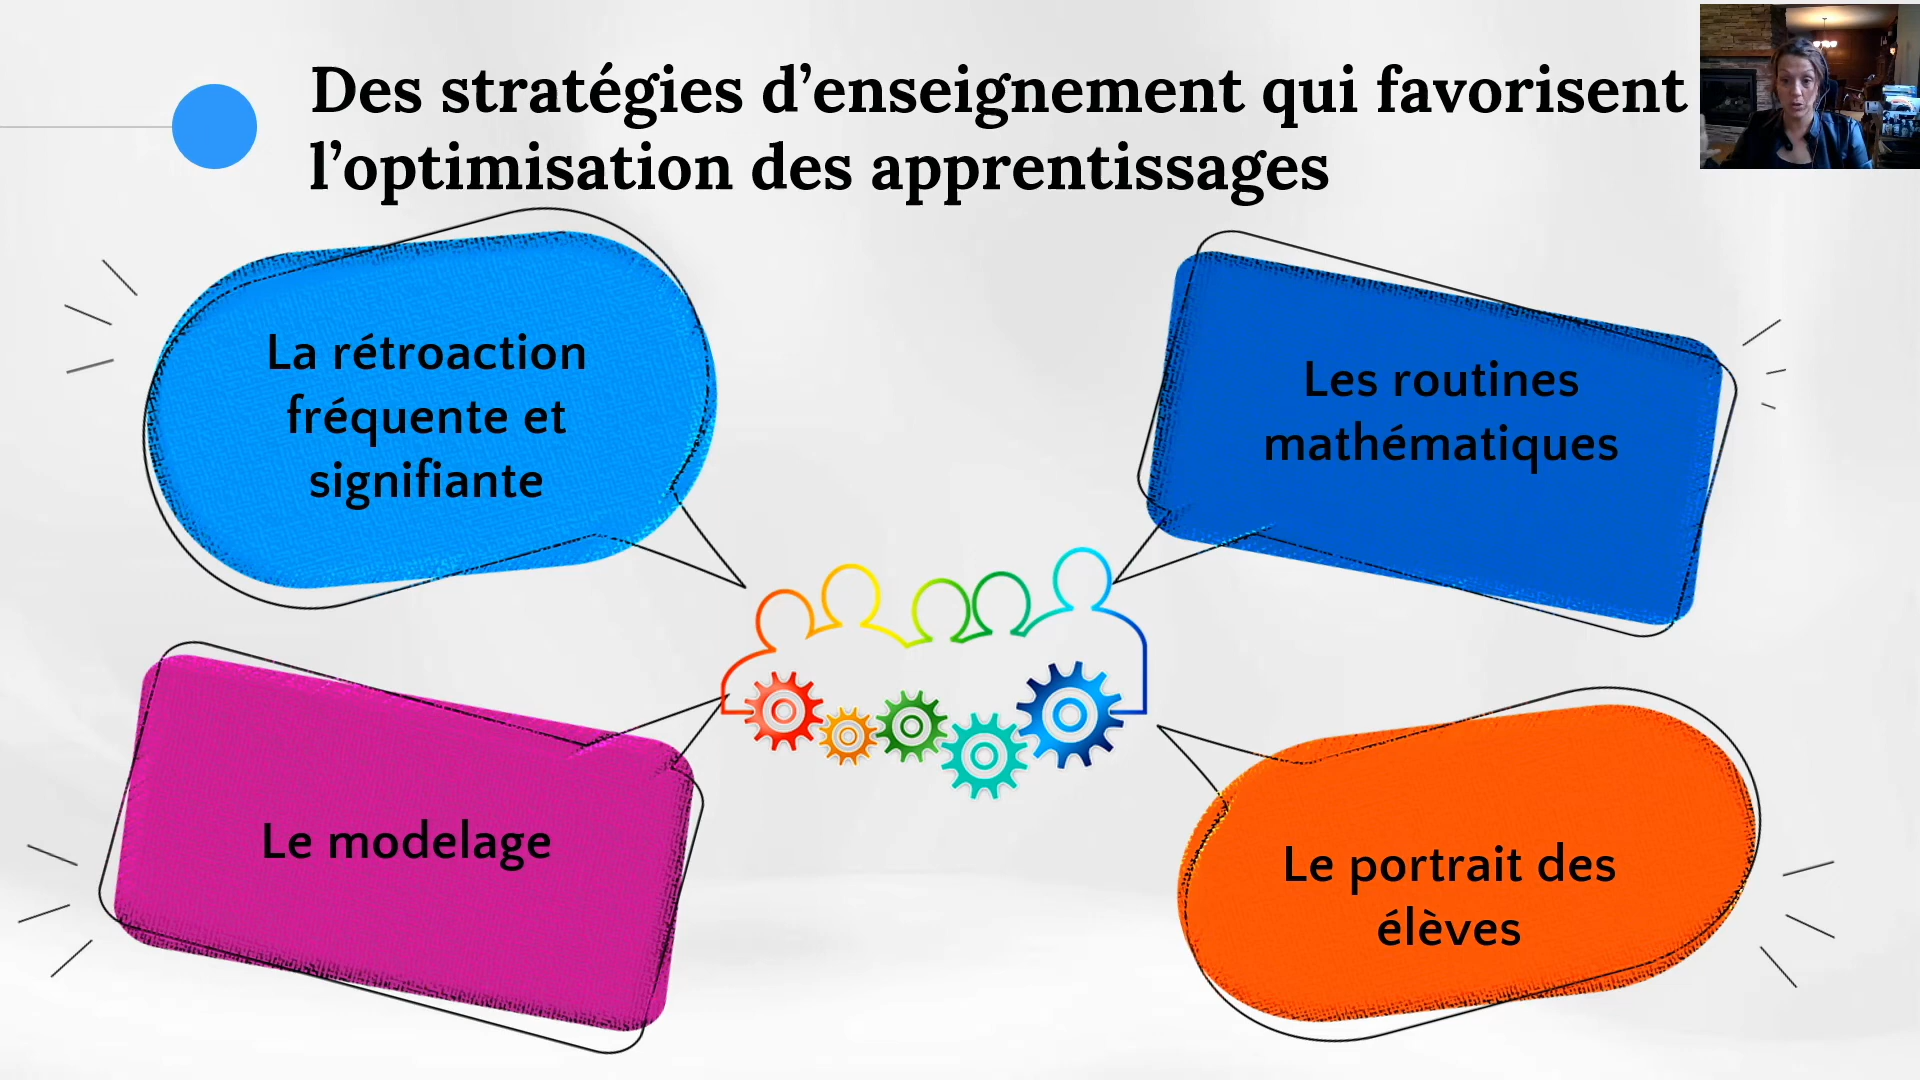 Des stratégies d’enseignement qui favorisent
l’optimisation des apprentissages
La rétroaction
fréquente et
signifiante
Les routines
mathématiques
Le modelage
Le portrait des
élèves